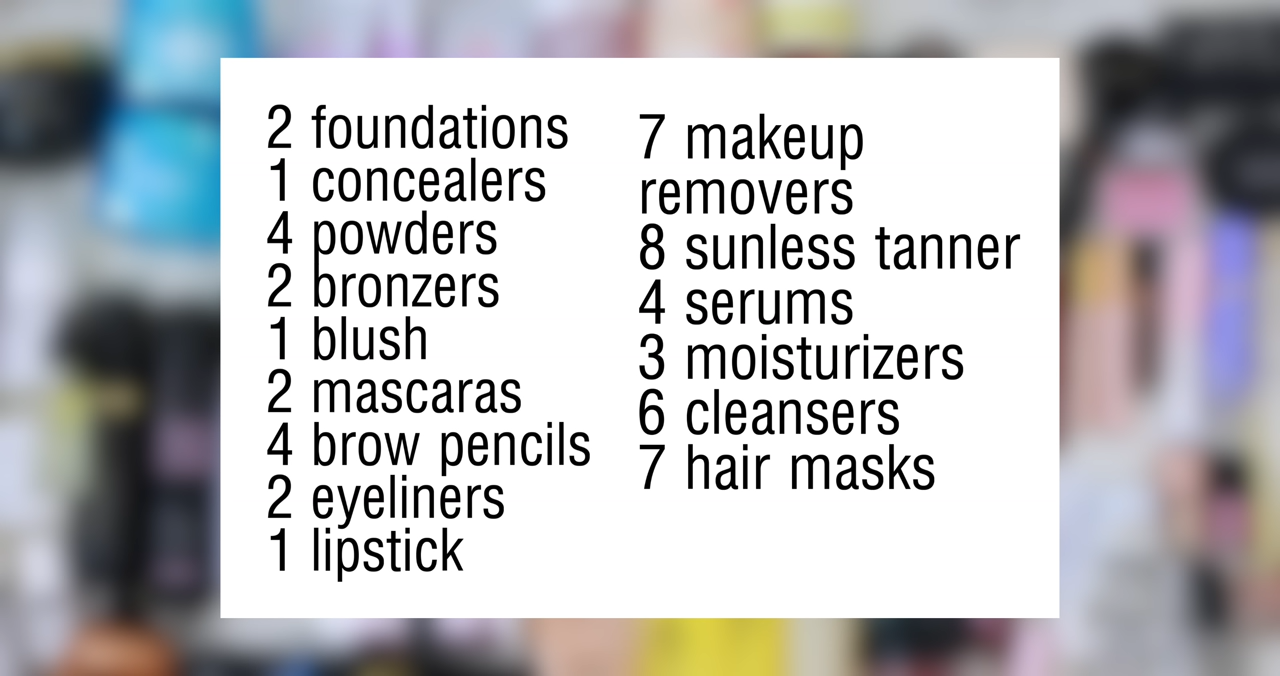 2 foundations
1 concealers
4 powders
2 bronzers
1 blush
2 mascaras
4 brow pencils
2 eyeliners
1 lipstick
7 makeup
removers
8 sunless tanner
4 serums
3 moisturizers
6 cleansers
7 hair masks